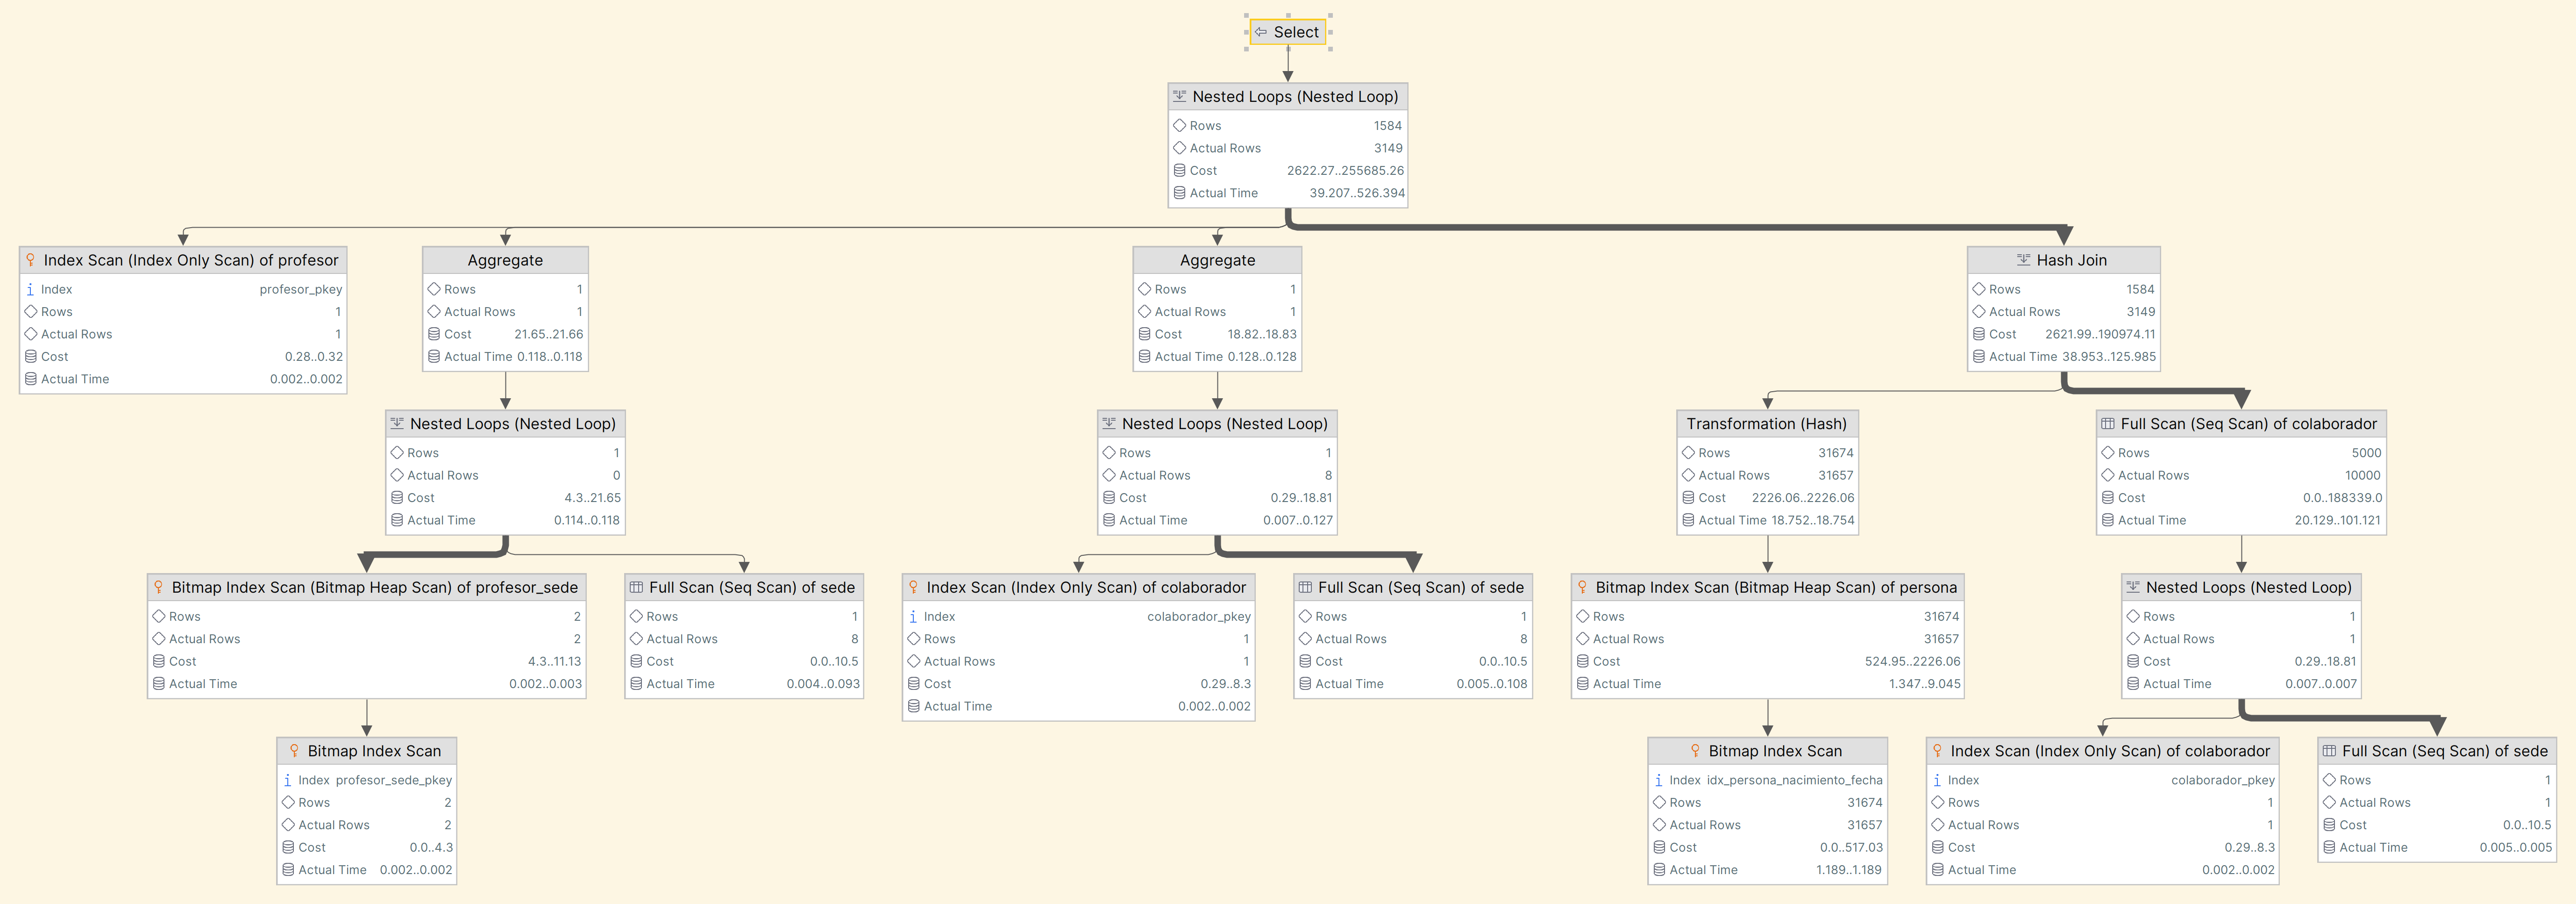 Select
Nested Loops (Nested Loop)
Rows 1584
Actual Rows 3149
Cost 2622.27..255685.26
Actual Time 39.207..526.394
Index Scan (Index Only Scan) of profesor
Index profesor_pkey
Rows 1
Actual Rows 1
Cost 0.28..0.32
Actual Time 0.002..0.002
Aggregate
Rows 1
Actual Rows 1
Cost 21.65..21.66
Actual Time 0.118..0.118
Aggregate
Rows 1
Actual Rows 1
Cost 18.82..18.83
Actual Time 0.128..0.128
Hash Join
Rows 1584
Actual Rows 3149
Cost 2621.99..190974.11
Actual Time 38.953..125.985
Nested Loops (Nested Loop)
Rows 1
Actual Rows 0
Cost 4.3..21.65
Actual Time 0.114..0.118
Nested Loops (Nested Loop)
Rows 1
Actual Rows 8
Cost 0.29..18.81
Actual Time 0.007..0.127
Transformation (Hash)
Rows 31674
Actual Rows 31657
Cost 2226.06..2226.06
Actual Time 18.752..18.754
Full Scan (Seq Scan) of colaborador
Rows 5000
Actual Rows 10000
Cost 0.0..188339.0
Actual Time 20.129..101.121
Bitmap Index Scan (Bitmap Heap Scan) of profesor_sede
Rows 2
Actual Rows 2
Cost 4.3..11.13
Actual Time 0.002..0.003
Full Scan (Seq Scan) of sede
Rows 1
Actual Rows 8
Cost 0.0..10.5
Actual Time 0.004..0.093
Index Scan (Index Only Scan) of colaborador
Index colaborador_pkey
Rows 1
Actual Rows 1
Cost 0.29..8.3
Actual Time 0.002..0.002
Full Scan (Seq Scan) of sede
Rows 1
Actual Rows 8
Cost 0.0..10.5
Actual Time 0.005..0.108
Bitmap Index Scan (Bitmap Heap Scan) of persona
Rows 31674
Actual Rows 31657
Cost 524.95..2226.06
Actual Time 1.347..9.045
Nested Loops (Nested Loop)
Rows 1
Actual Rows 1
Cost 0.29..18.81
Actual Time 0.007..0.007
Bitmap Index Scan
Index profesor_sede_pkey
Rows 2
Actual Rows 2
Cost 0.0..4.3
Actual Time 0.002..0.002
Bitmap Index Scan
Index idx_persona_nacimiento_fecha
Rows 31674
Actual Rows 31657
Cost 0.0..517.03
Actual Time 1.189..1.189
Index Scan (Index Only Scan) of colaborador
Index colaborador_pkey
Rows 1
Actual Rows 1
Cost 0.29..8.3
Actual Time 0.002..0.002
Full Scan (Seq Scan) of sede
Rows 1
Actual Rows 1
Cost 0.0..10.5
Actual Time 0.005..0.005